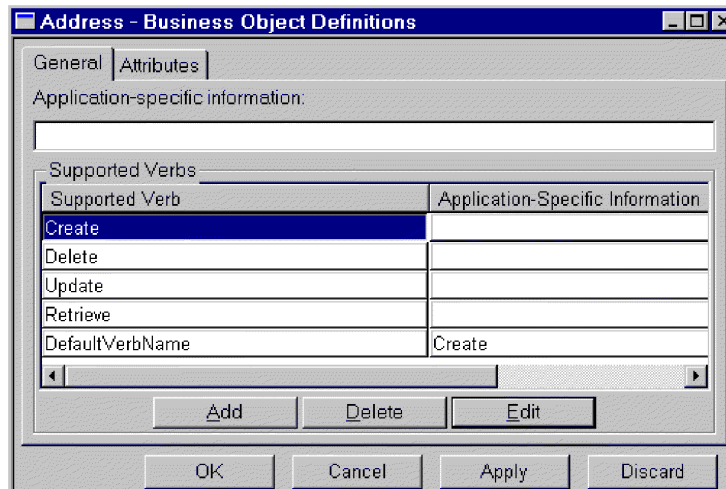 Address - Business Object Definitions
General Attributes
Application-specific information:
Supported Verbs
Supported Verb Application-Specific Information
Create
Delete
Update
Retrieve
DefaultVerbName Create
Add Delete Edit
OK Cancel Apply Discard